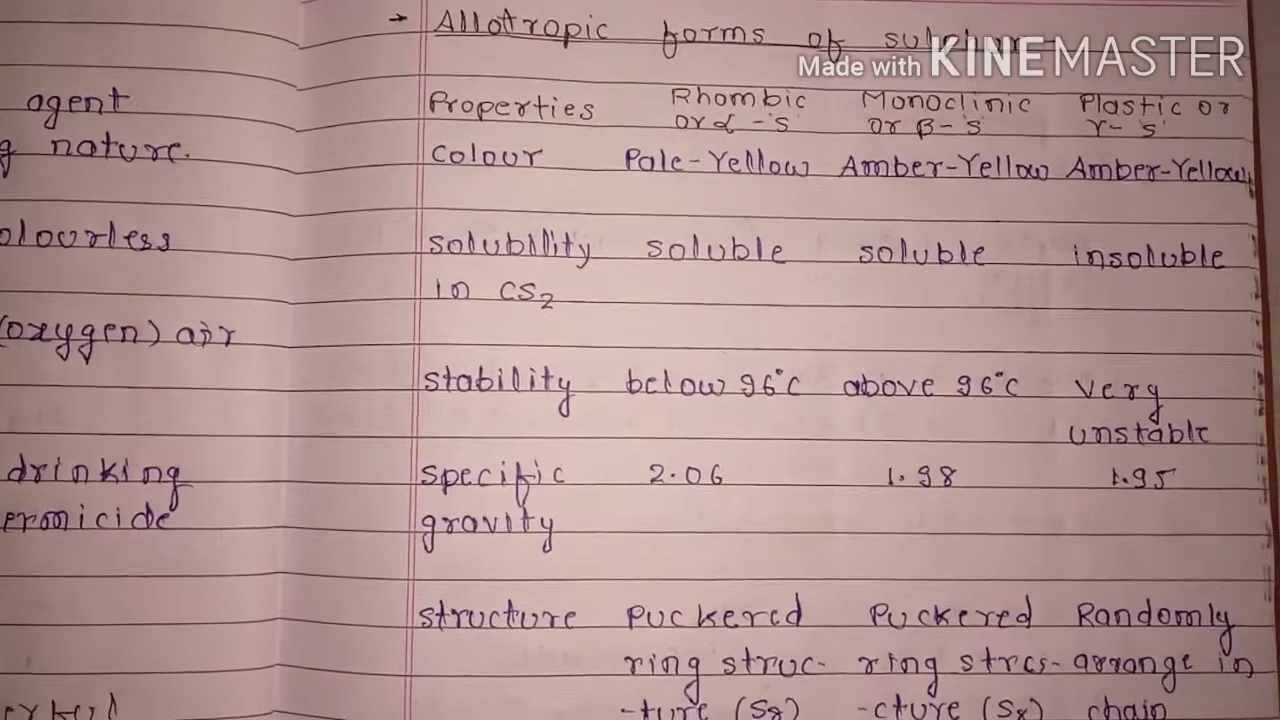 → Allotropic forms of sulphur
Made with KINEMASTER
agent
g nature.
olourless
(oxygen) air
drinking
ermicide
Properties Rhombic Monoclinic Plastic or
or α-'s' or β-'s' γ-'s'
colour Pale-Yellow Amber-Yellow Amber-Yellow
solubility soluble soluble insoluble
in CS₂
stability below 96°C above 96°C very
unstable
specific 2.06 1.98 1.95
gravity
structure Puckered Puckered Randomly
ring struc- ring strcs- arrange in
-ture (S₈) -cture (S₈) chain